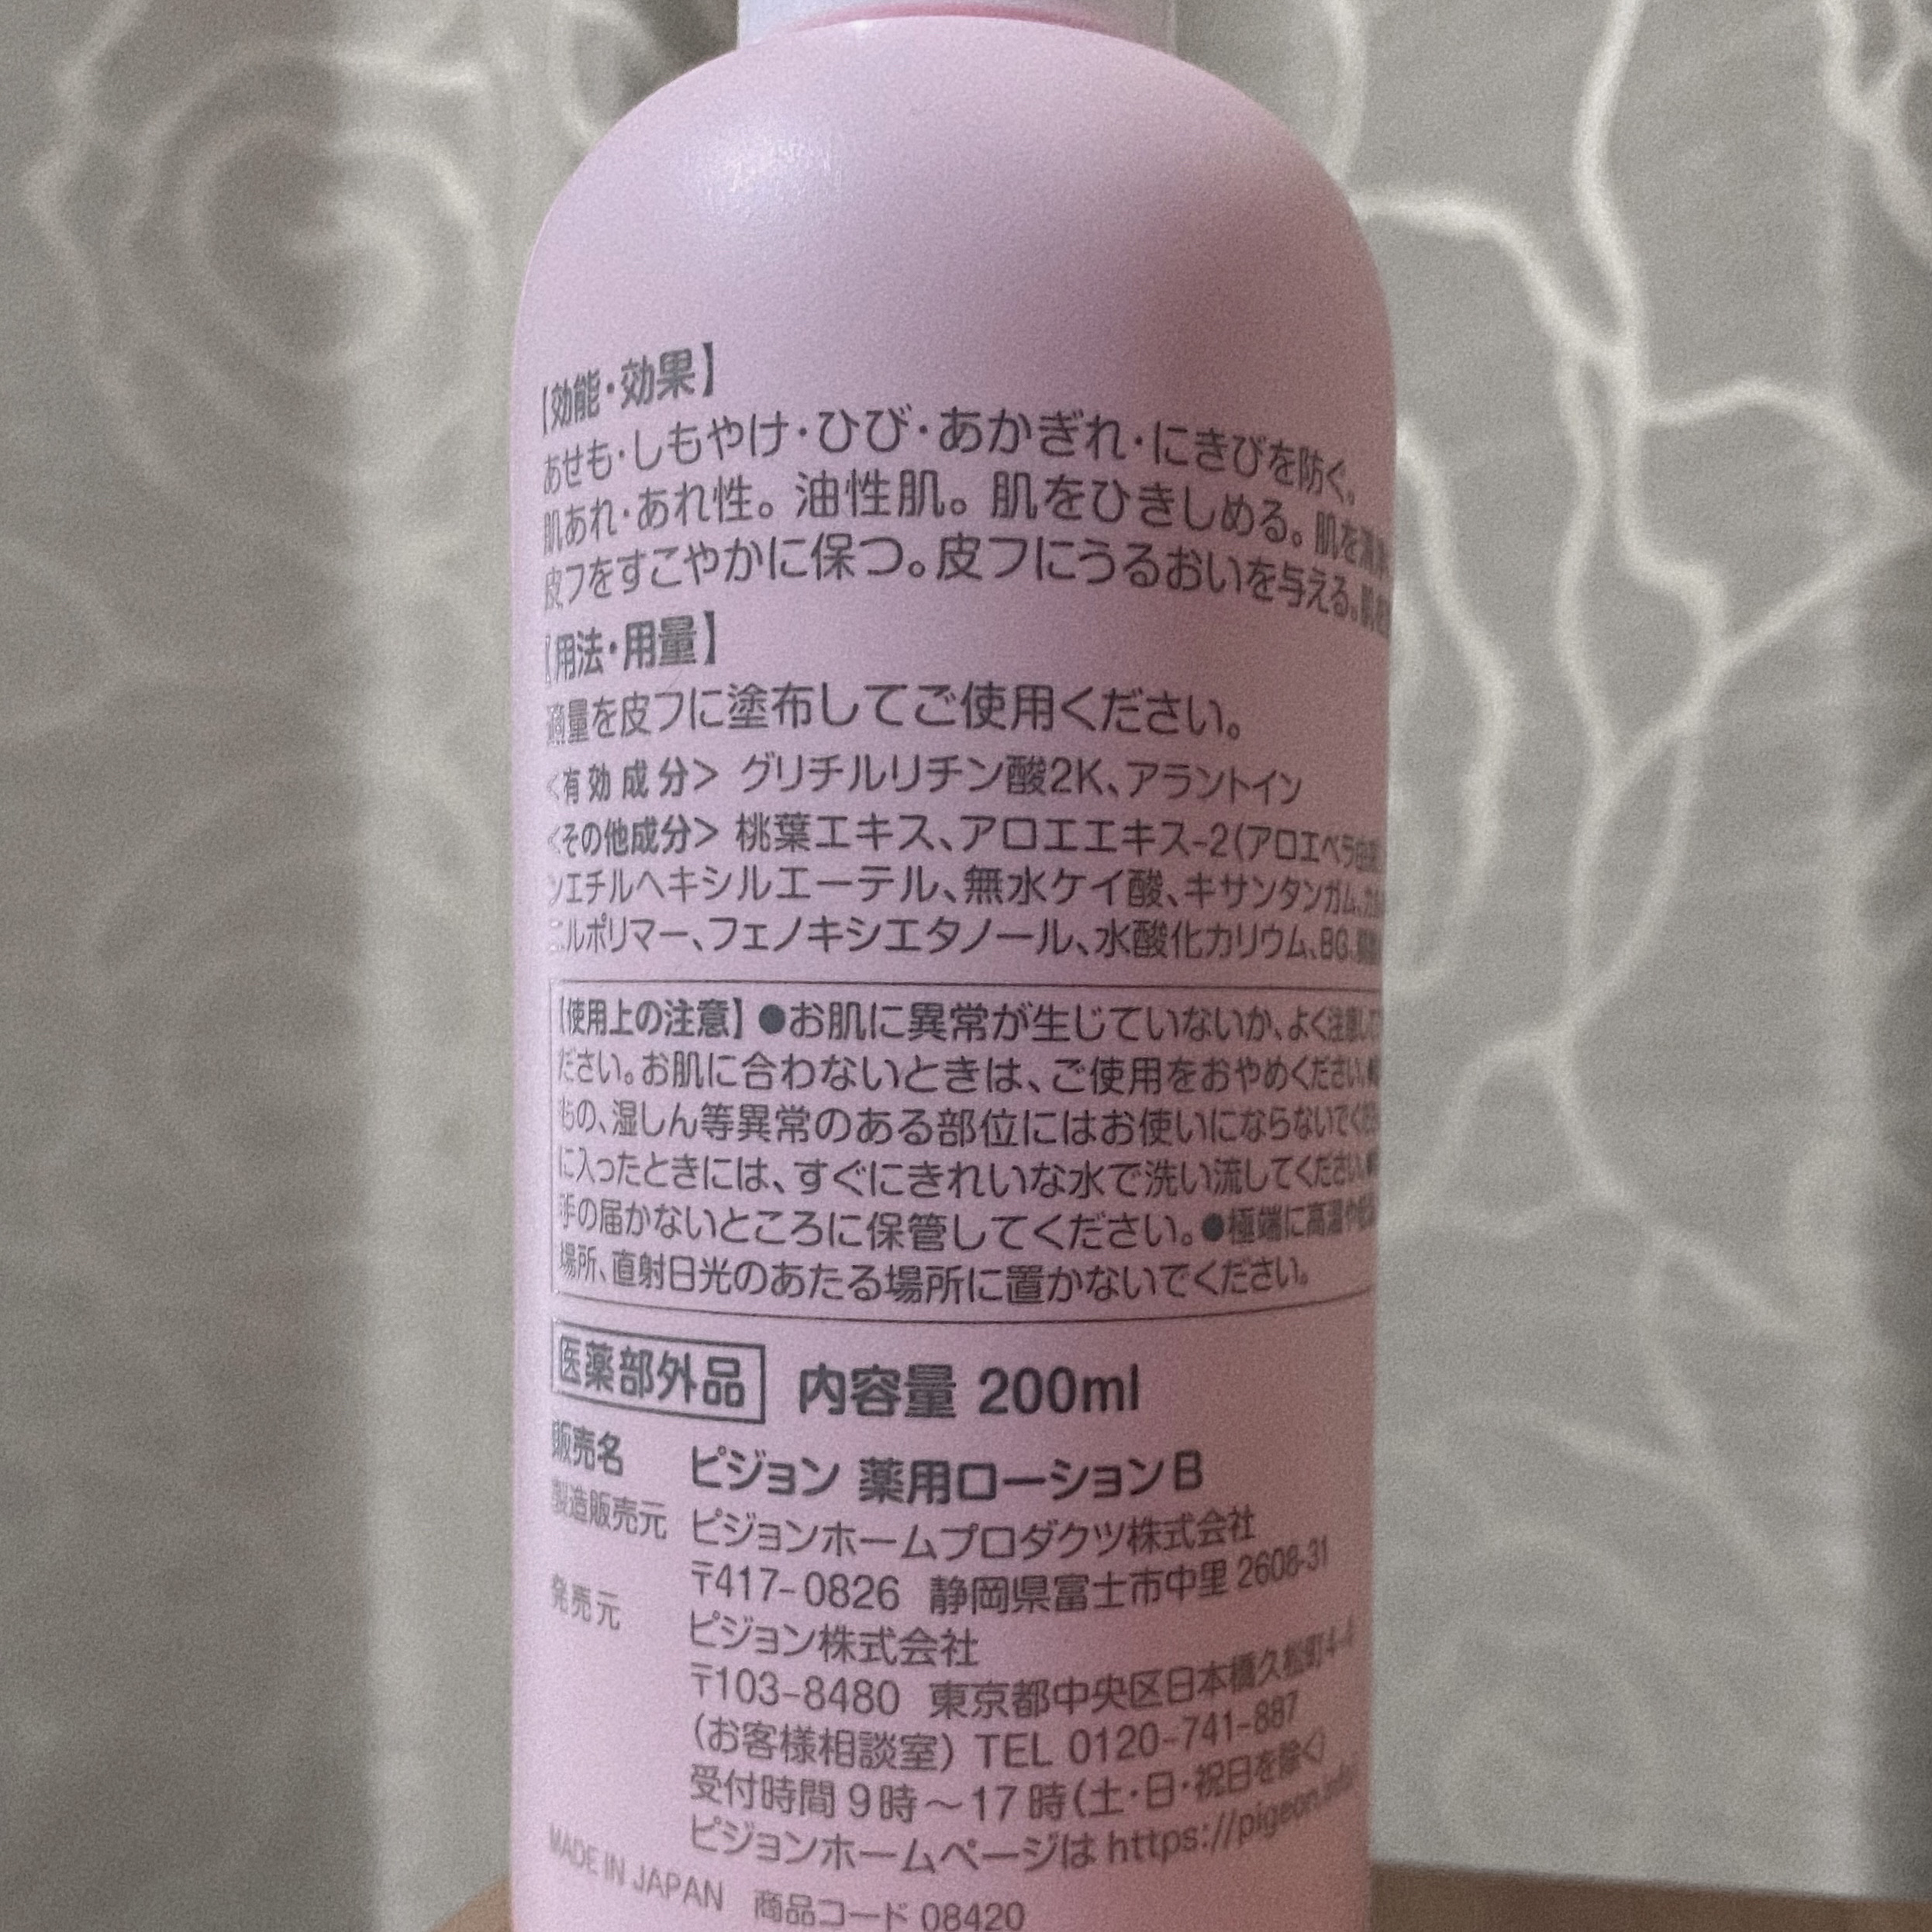 【効能・効果】
あせも・しもやけ・ひび・あかぎれ・にきびを防ぐ。
肌あれ・あれ性。油性肌。肌をひきしめる。肌を清浄
皮フをすこやかに保つ。皮フにうるおいを与える。
【用法・用量】
適量を皮フに塗布してご使用ください。
<有効成分> グリチルリチン酸2K、アラントイン
<その他成分> 桃葉エキス、アロエエキス-2(アロエベラ
ンエチルヘキシルエーテル、無水ケイ酸、キサンタンガム、
ニルポリマー、フェノキシエタノール、水酸化カリウム、BG、
【使用上の注意】●お肌に異常が生じていないか、よく注意して
ださい。お肌に合わないときは、ご使用をおやめください。
もの、湿しん等異常のある部位にはお使いにならないでくだ
に入ったときには、すぐにきれいな水で洗い流してください。
手の届かないところに保管してください。●極端に高温や
場所、直射日光のあたる場所に置かないでください。
医薬部外品 内容量 200ml
販売名 ピジョン 薬用ローションB
製造販売元 ピジョンホームプロダクツ株式会社
〒417-0826 静岡県富士市中里2608-31
発売元 ピジョン株式会社
〒103-8480 東京都中央区日本橋久松町4-4
(お客様相談室) TEL 0120-741-887
受付時間 9時～17時(土・日・祝日を除く)
ピジョンホームページは https://pigeon.info/
MADE IN JAPAN 商品コード 08420